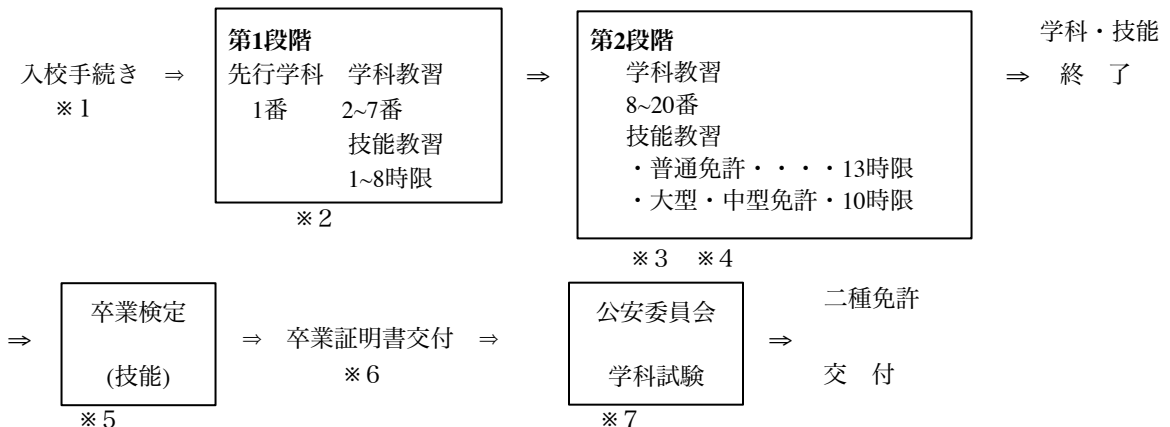 入校手続き ⇒
※1
第1段階
先行学科 学科教習
1番 2~7番
技能教習
1~8時限
※2
⇒
第2段階
学科教習
8~20番
技能教習
・普通免許・・・・13時限
・大型・中型免許・10時限
※3 ※4
⇒
学科・技能
終 了
⇒
卒業検定
(技能)
※5
⇒ 卒業証明書交付 ⇒
※6
公安委員会
学科試験
※7
⇒
二種免許
交 付